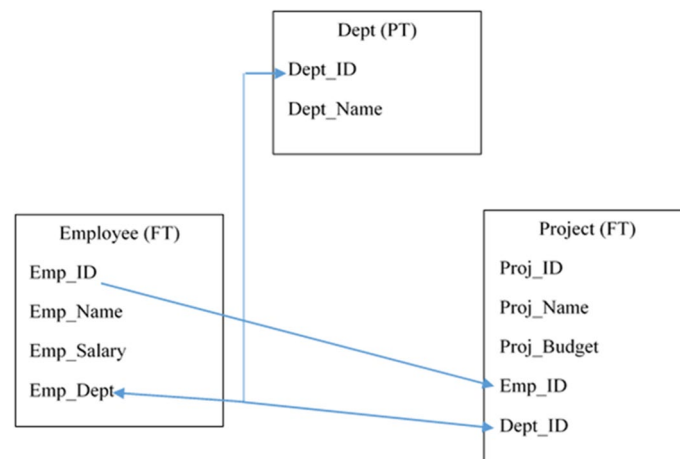 Dept (PT)
Dept_ID
Dept_Name
Employee (FT)
Emp_ID
Emp_Name
Emp_Salary
Emp_Dept
Project (FT)
Proj_ID
Proj_Name
Proj_Budget
Emp_ID
Dept_ID